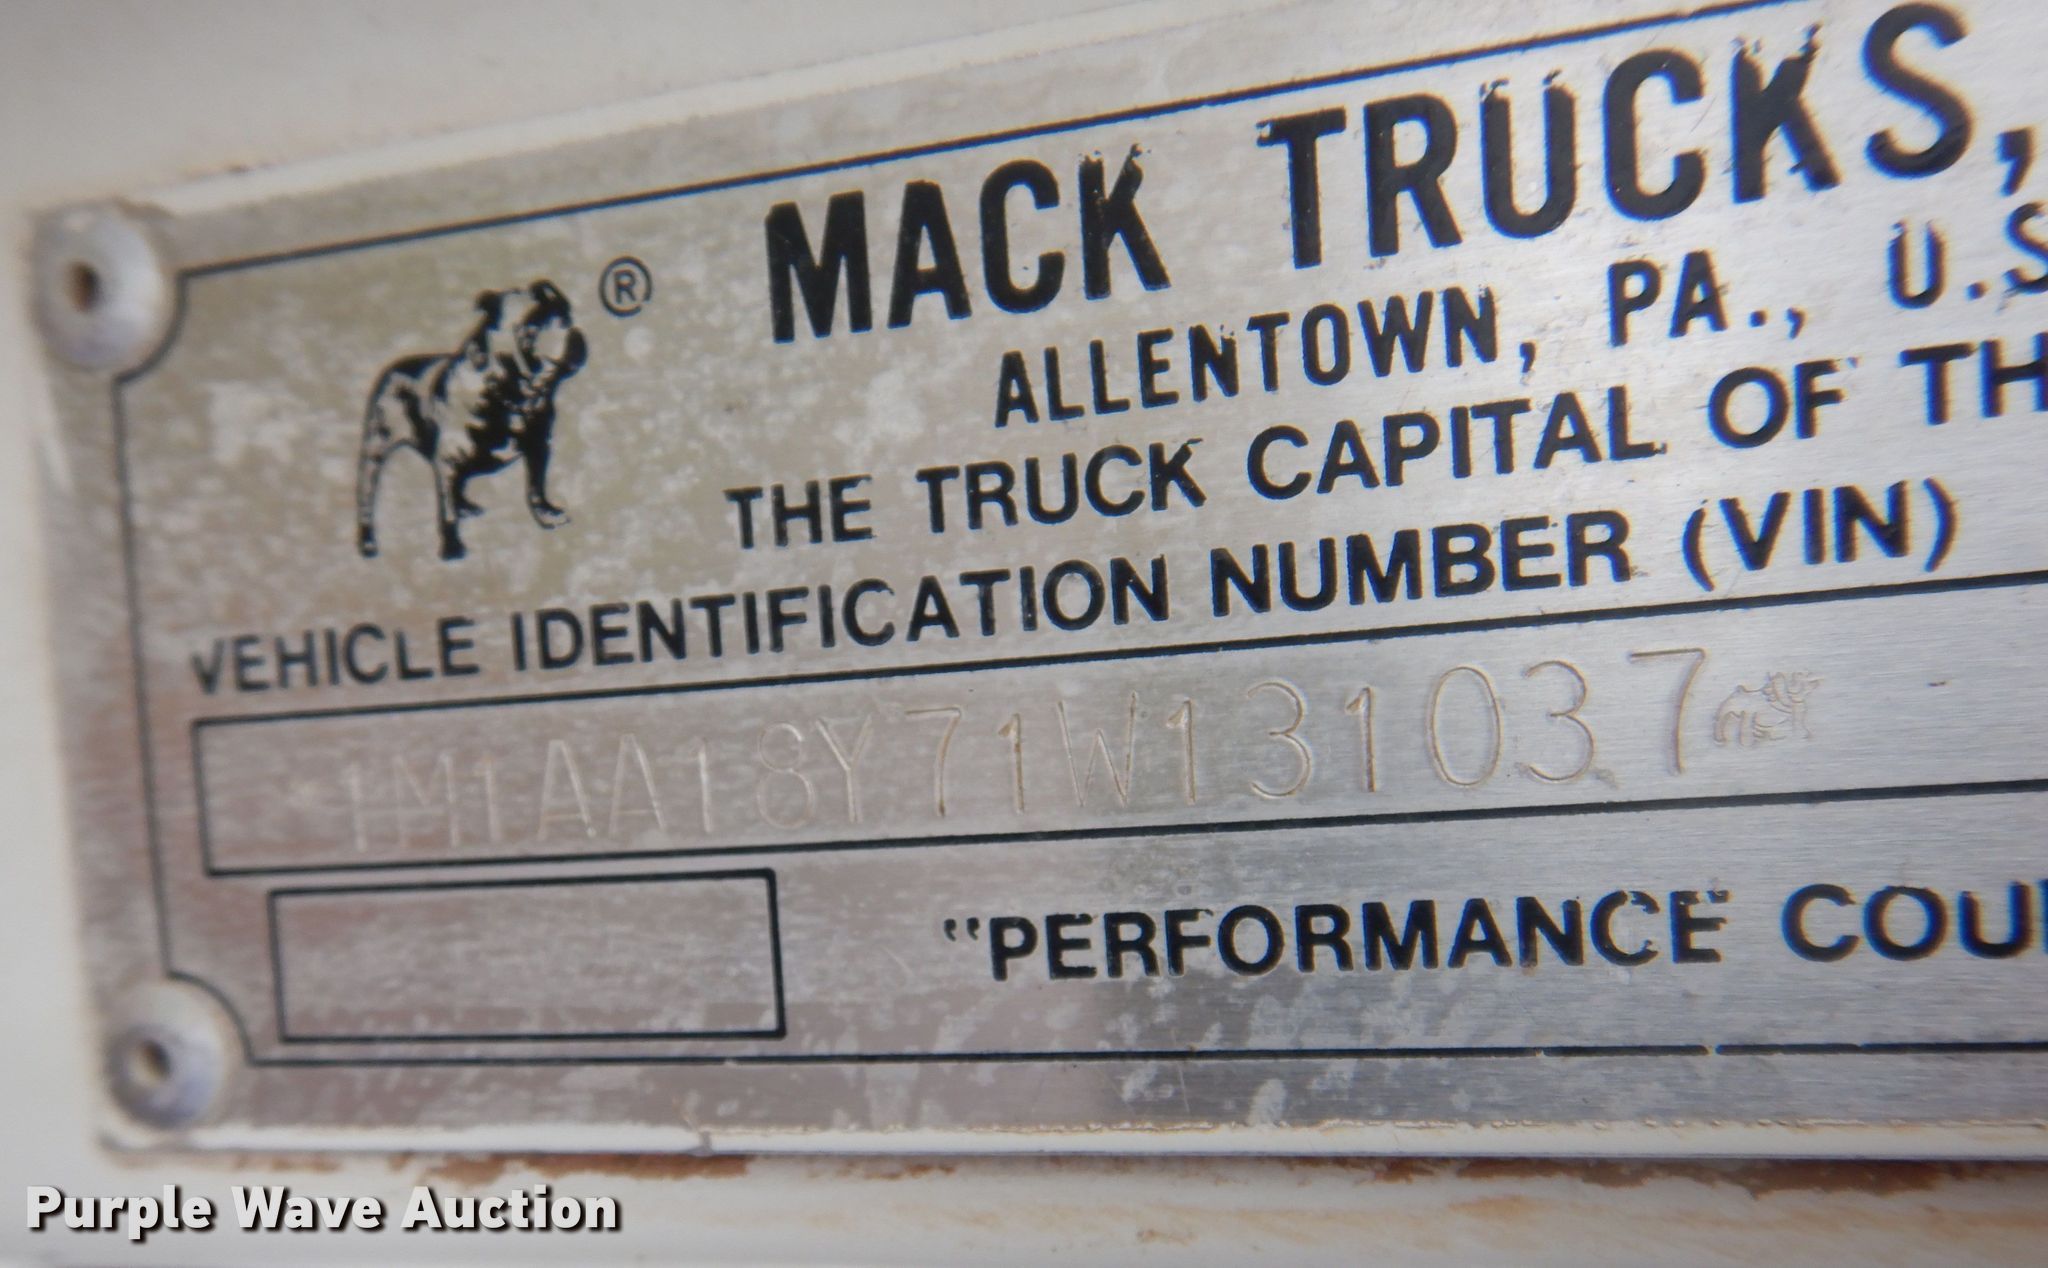 ®
MACK TRUCKS,
ALLENTOWN, PA., U.S
THE TRUCK CAPITAL OF TH
VEHICLE IDENTIFICATION NUMBER (VIN)
1M1AA18Y71W131037
"PERFORMANCE COU
Purple Wave Auction